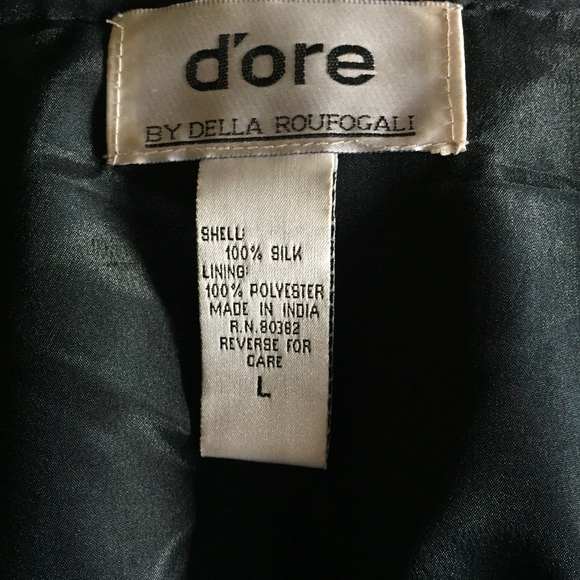 d'ore
BY DELLA ROUFOGALI
SHELL:
100% SILK
LINING:
100% POLYESTER
MADE IN INDIA
R.N.80382
REVERSE FOR
CARE
L